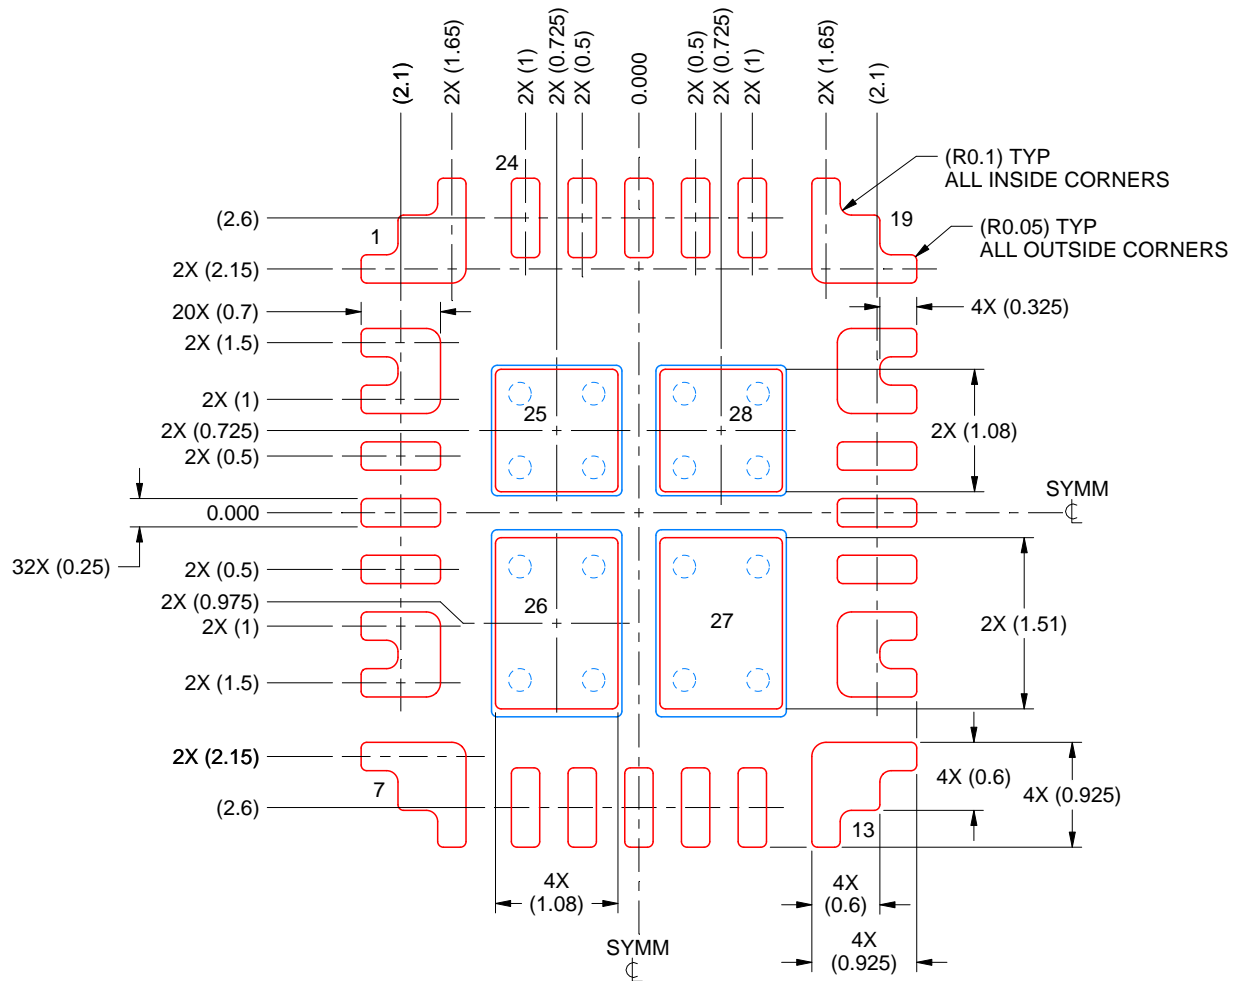 (2.1)
2X (1.65)
2X (1)
2X (0.725)
2X (0.5)
0.000
2X (0.5)
2X (0.725)
2X (1)
2X (1.65)
(2.1)
24
(R0.1) TYP
ALL INSIDE CORNERS
(2.6)
1
19
(R0.05) TYP
ALL OUTSIDE CORNERS
2X (2.15)
20X (0.7)
4X (0.325)
2X (1.5)
2X (1)
25
28
2X (0.725)
2X (1.08)
2X (0.5)
SYMM
0.000
32X (0.25)
2X (0.5)
2X (0.975)
26
27
2X (1)
2X (1.51)
2X (1.5)
2X (2.15)
7
4X (0.6)
4X (0.925)
(2.6)
13
4X
(1.08)
4X
(0.6)
SYMM
4X
(0.925)